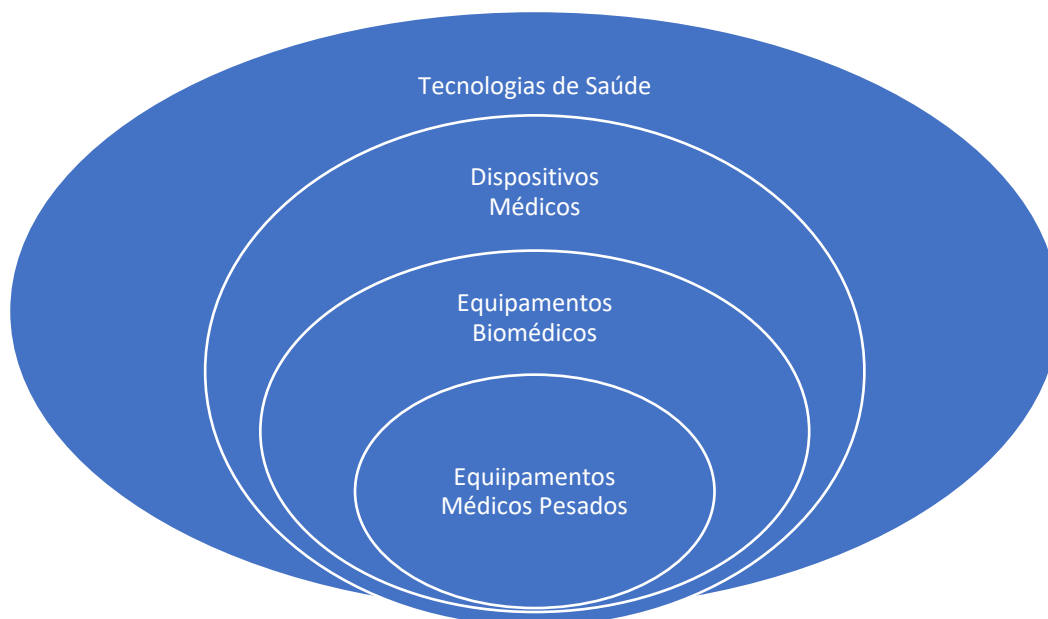 Tecnologias de Saúde
Dispositivos
Médicos
Equipamentos
Biomédicos
Equiipamentos
Médicos Pesados